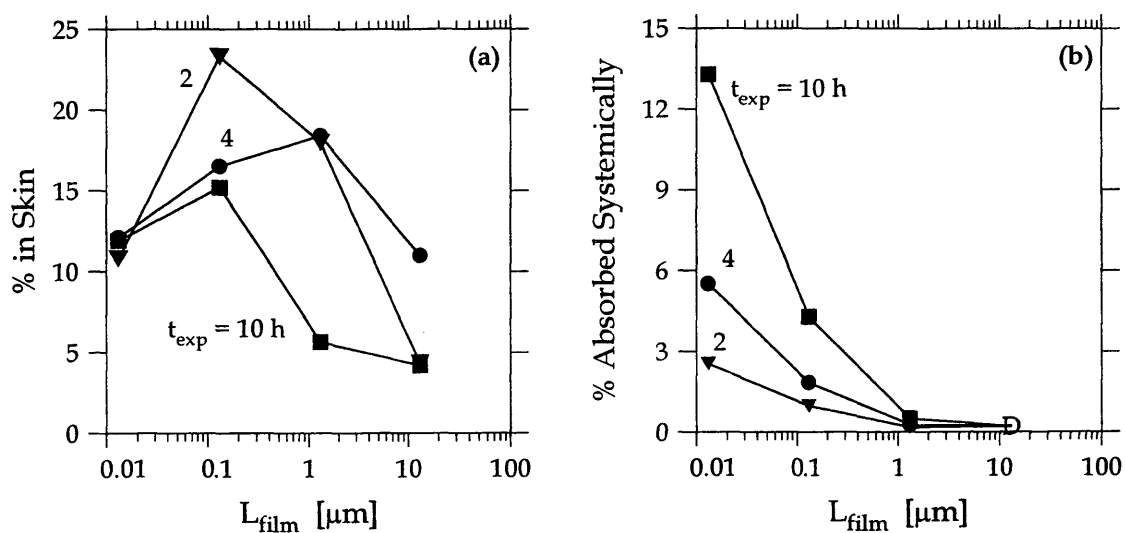 25
20
15
10
5
0
% in Skin
(a)
2
4
t_exp = 10 h
0.01
0.1
1
10
100
L_film [µm]
15
12
9
6
3
0
% Absorbed Systemically
(b)
t_exp = 10 h
4
2
D
0.01
0.1
1
10
100
L_film [µm]